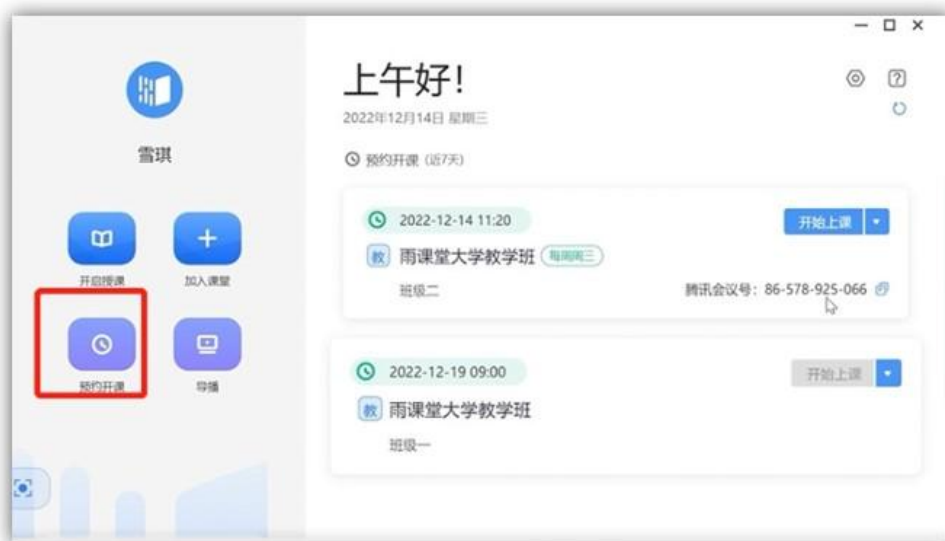 雪琪
开启授课
加入课堂
预约开课
导播
上午好!
2022年12月14日 星期三
预约开课 (近7天)
2022-12-14 11:20
开始上课
教 雨课堂大学教学班 每周周三
班级二
腾讯会议号: 86-578-925-066
2022-12-19 09:00
开始上课
教 雨课堂大学教学班
班级一